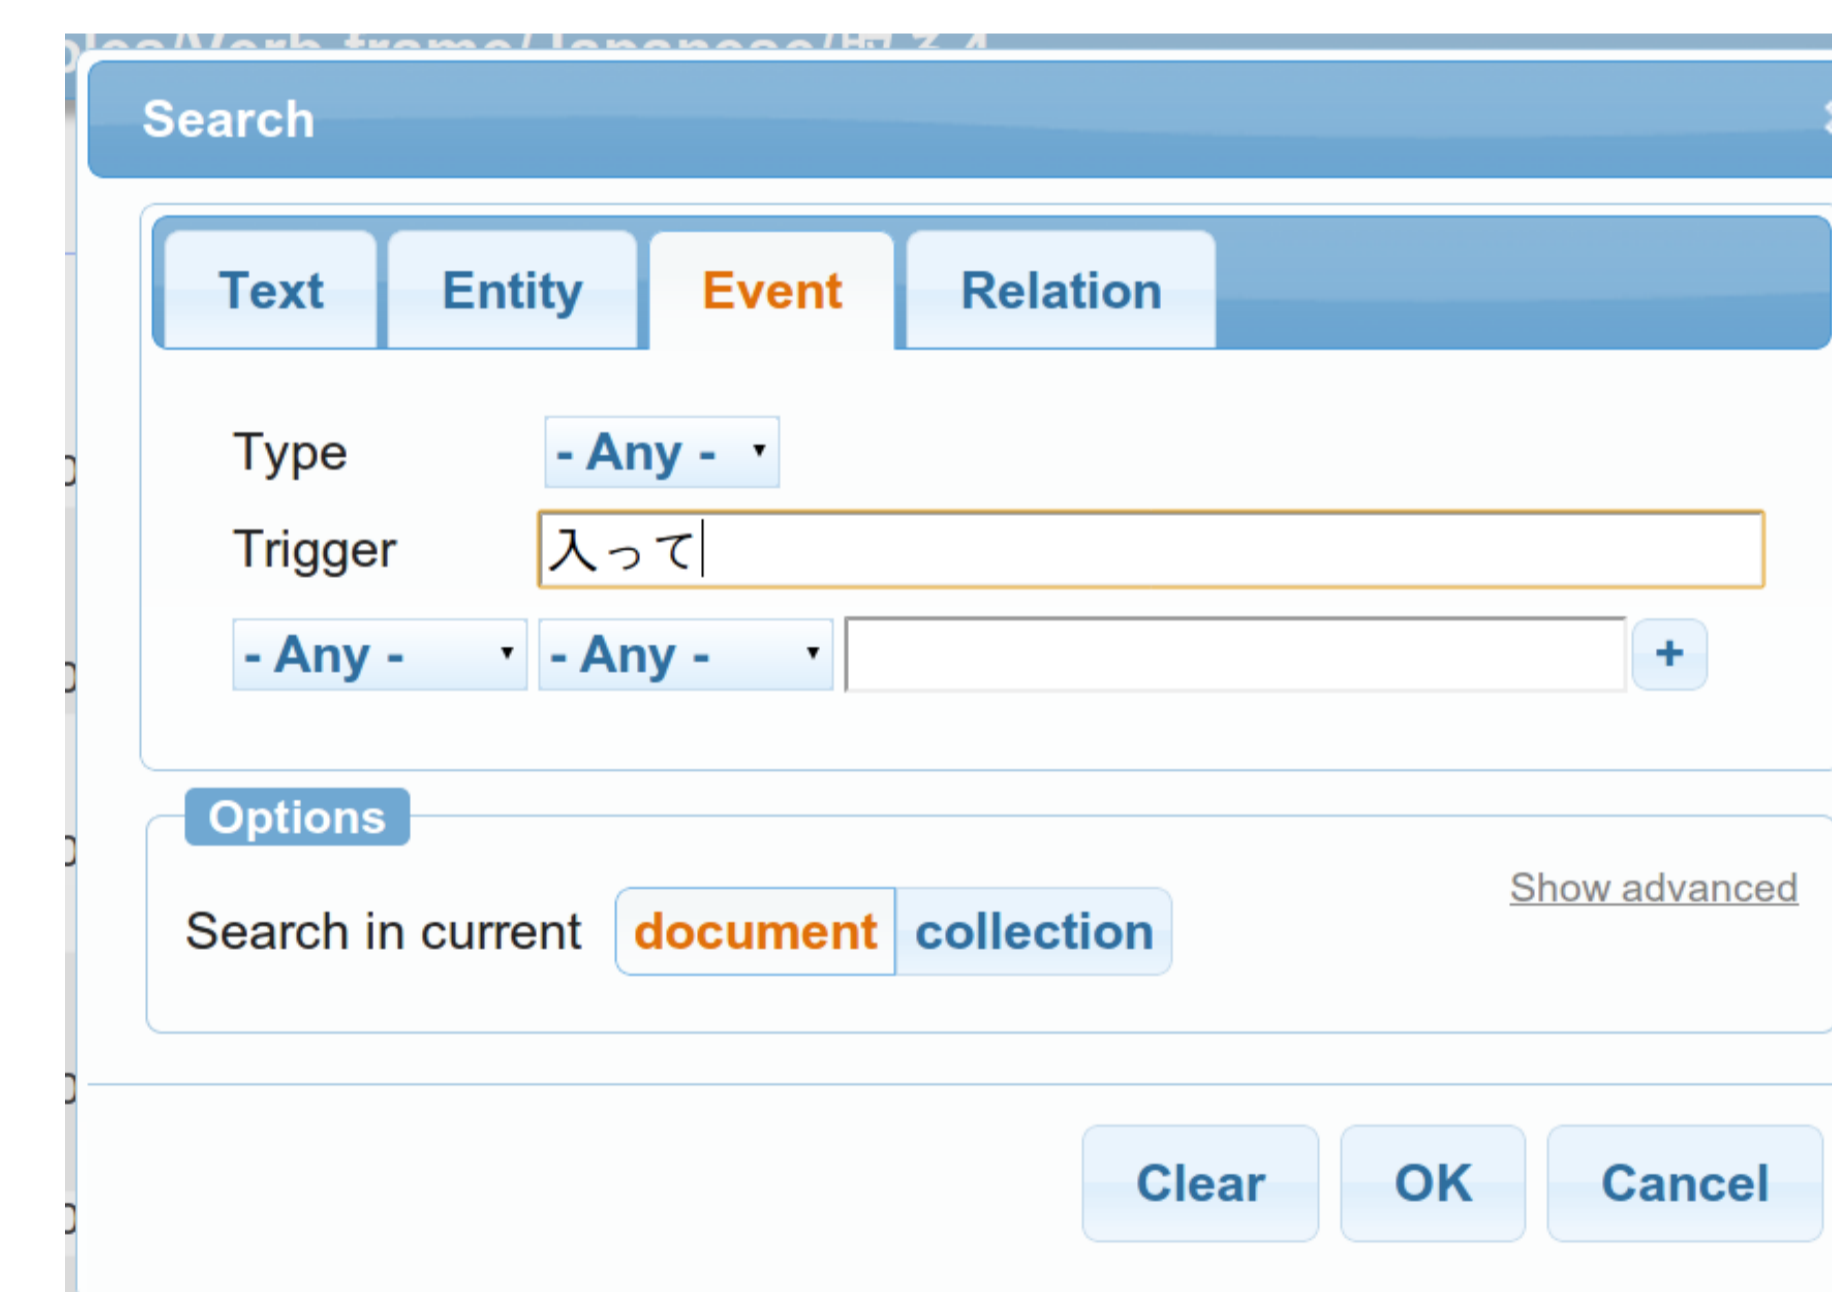 Search
Text Entity Event Relation
Type - Any -
Trigger 入って
- Any - - Any - +
Options
Show advanced
Search in current document collection
Clear OK Cancel